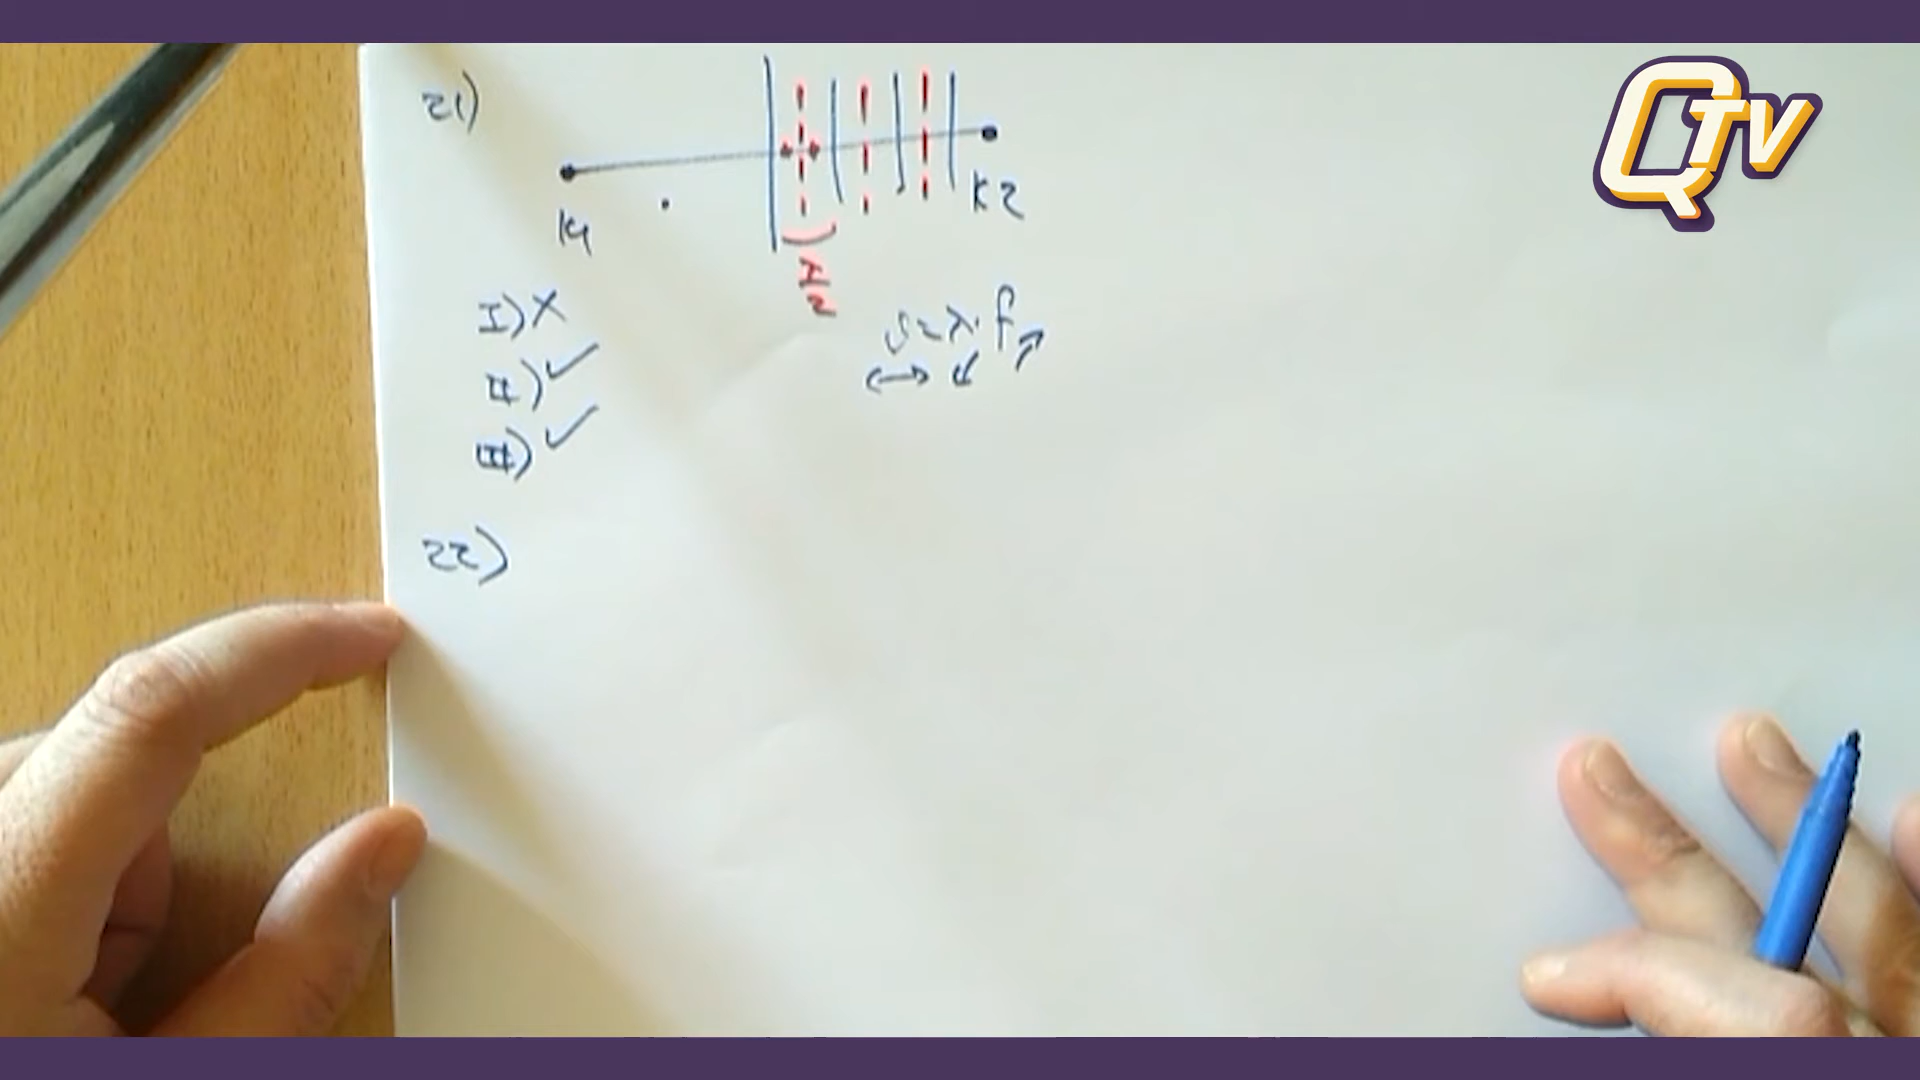 QTV
21)
K1
K2
λ/2
I) X
II) ✓
III) ✓
v = λ . f
22)